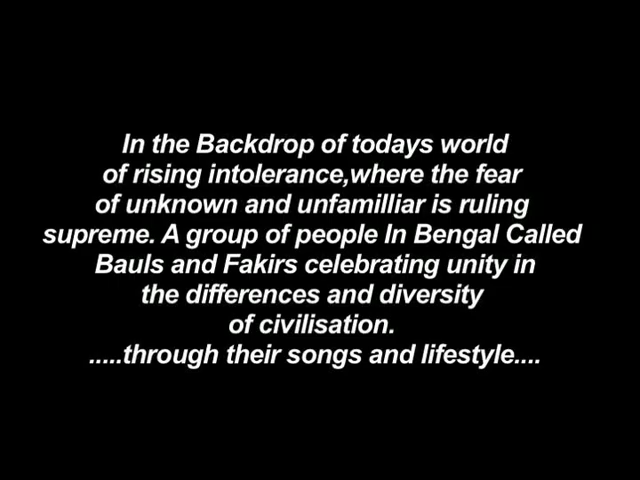 In the Backdrop of todays world
of rising intolerance,where the fear
of unknown and unfamilliar is ruling
supreme. A group of people In Bengal Called
Bauls and Fakirs celebrating unity in
the differences and diversity
of civilisation.
.....through their songs and lifestyle....